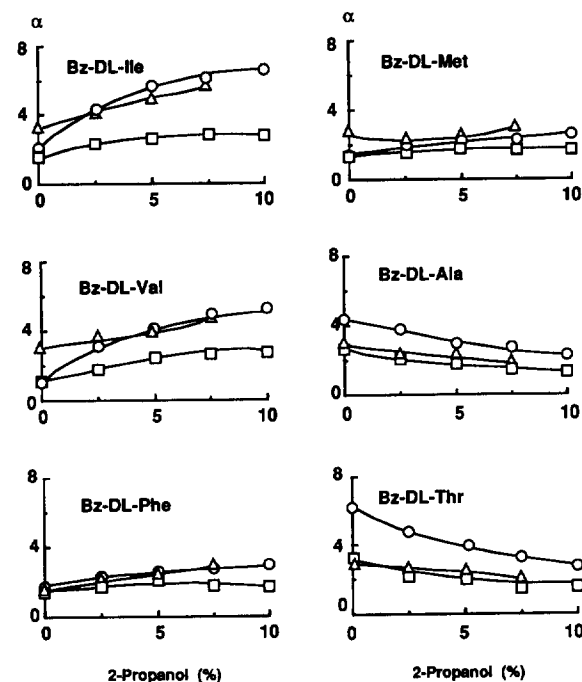 α α
8 Bz-DL-Ile 8 Bz-DL-Met
4 4
0 0
0 5 10 0 5 10
8 Bz-DL-Val 8 Bz-DL-Ala
4 4
0 0
0 5 10 0 5 10
8 Bz-DL-Phe 8 Bz-DL-Thr
4 4
0 0
0 5 10 0 5 10
2-Propanol (%) 2-Propanol (%)